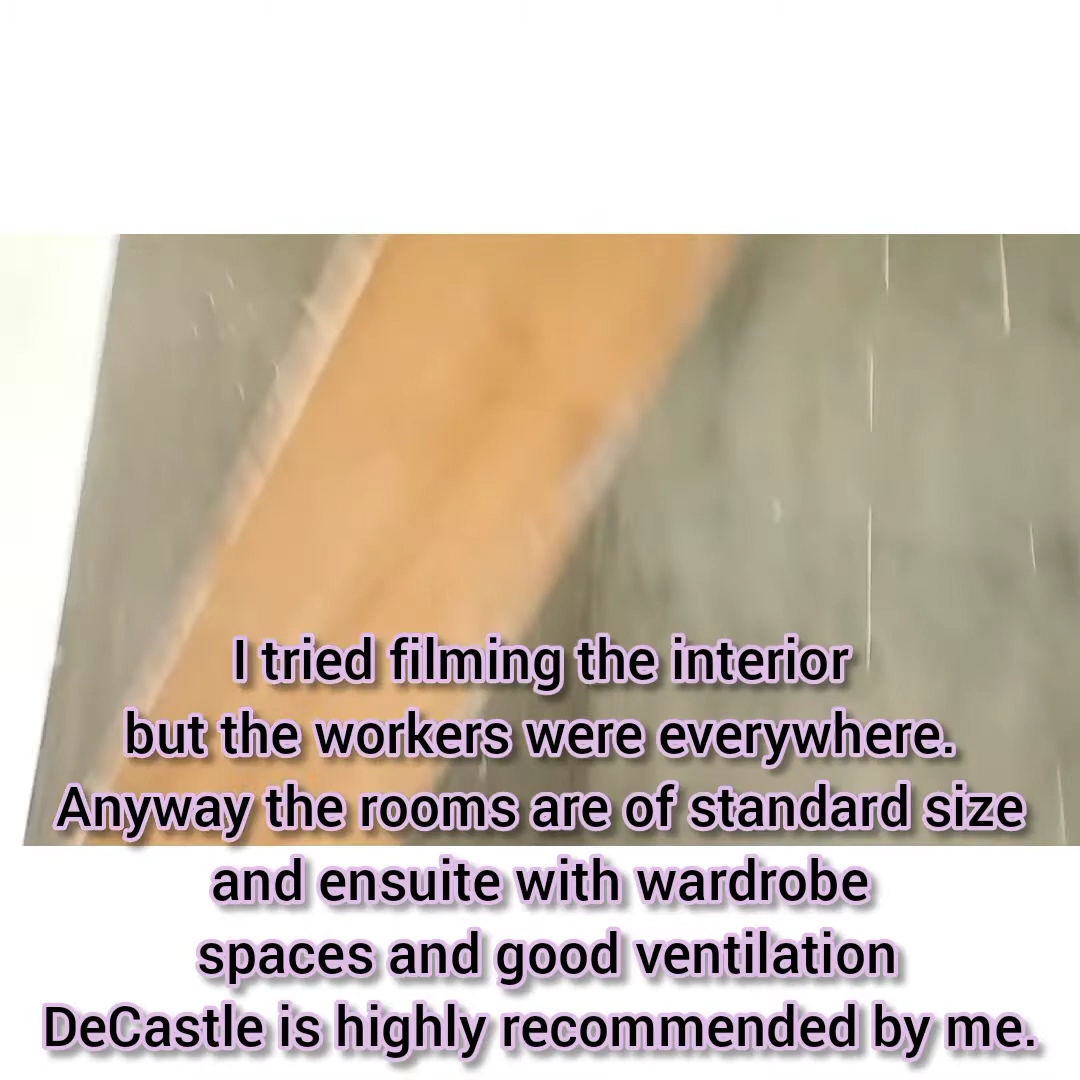 I tried filming the interior
but the workers were everywhere.
Anyway the rooms are of standard size
and ensuite with wardrobe
spaces and good ventilation
DeCastle is highly recommended by me.